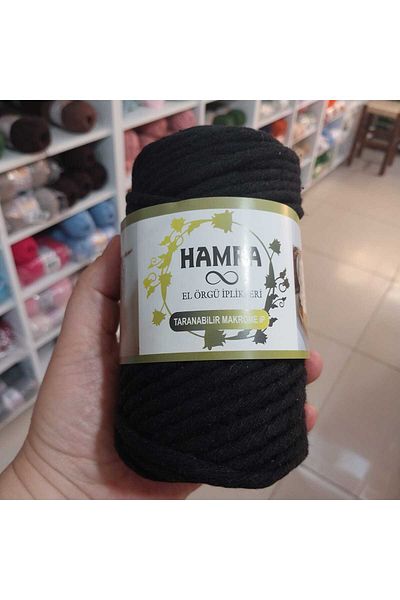 HAMRA
EL ÖRGÜ İPLİKLERİ
TARANABİLİR MAKROME İP